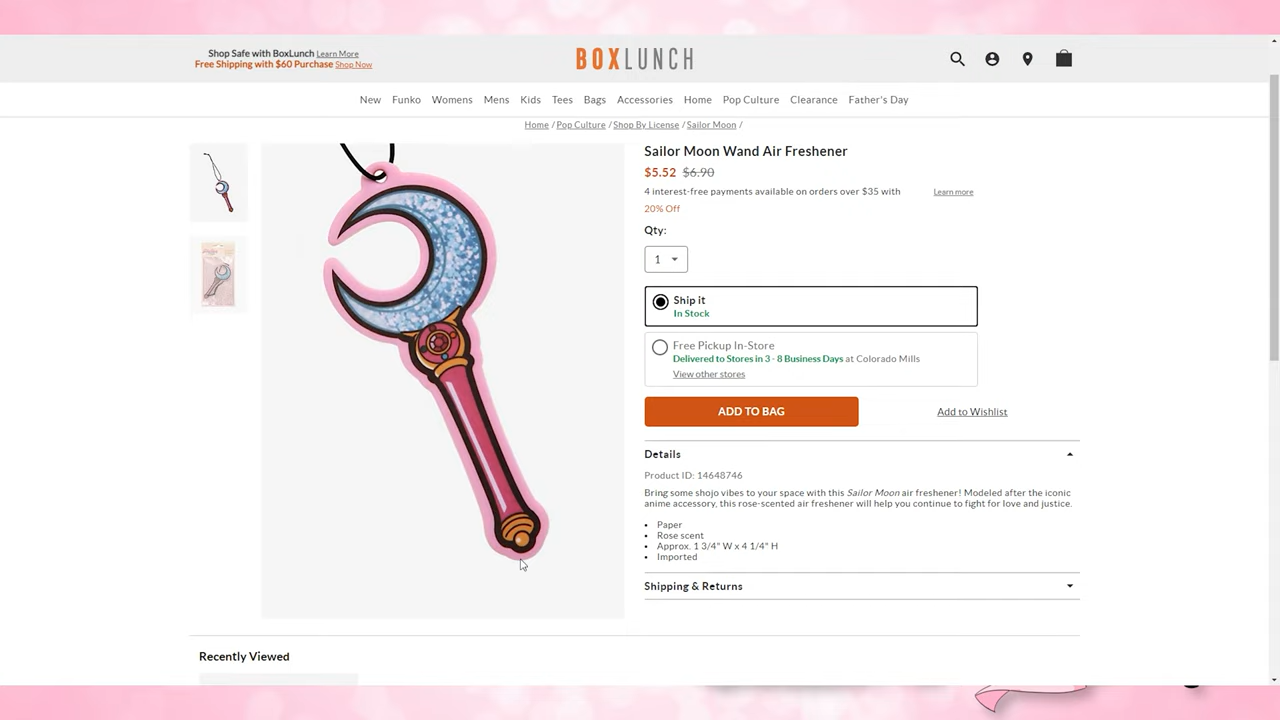 Shop Safe with BoxLunch Learn More
Free Shipping with $60 Purchase Shop Now
BOXLUNCH
New Funko Womens Mens Kids Tees Bags Accessories Home Pop Culture Clearance Father's Day
Home / Pop Culture / Shop By License / Sailor Moon /
Sailor Moon Wand Air Freshener
$5.52 $6.90
4 interest-free payments available on orders over $35 with Learn more
20% Off
Qty:
1
Ship it
In Stock
Free Pickup In-Store
Delivered to Stores in 3 - 8 Business Days at Colorado Mills
View other stores
ADD TO BAG Add to Wishlist
Details
Product ID: 14648746
Bring some shojo vibes to your space with this Sailor Moon air freshener! Modeled after the iconic
anime accessory, this rose-scented air freshener will help you continue to fight for love and justice.
• Paper
• Rose scent
• Approx. 1 3/4" W x 4 1/4" H
• Imported
Shipping & Returns
Recently Viewed